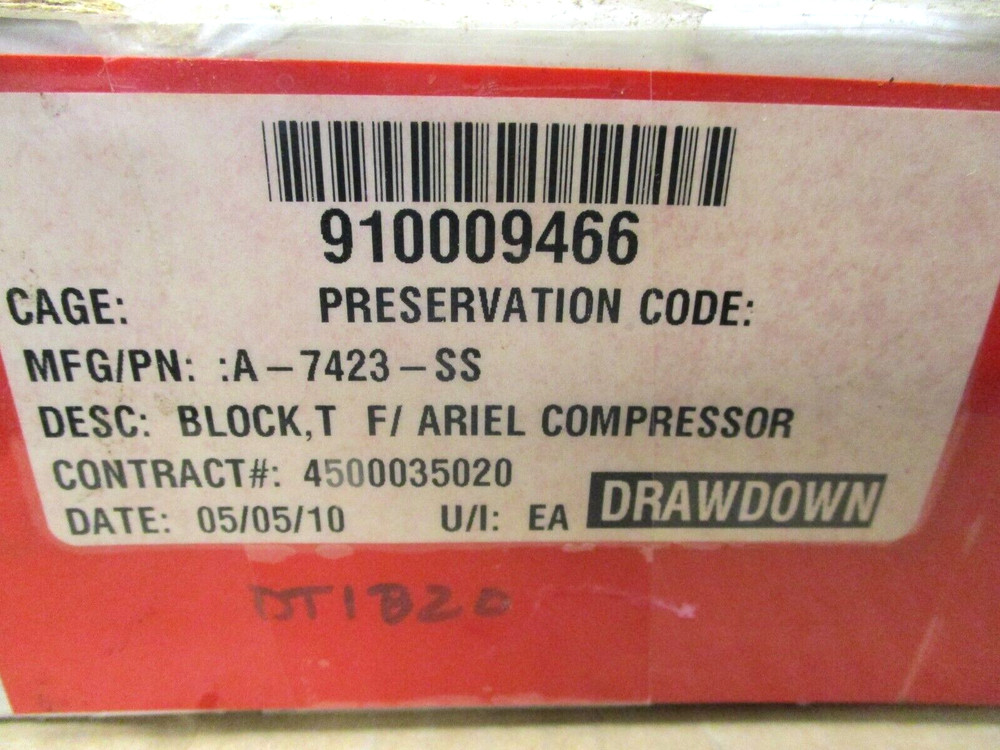 910009466
CAGE: PRESERVATION CODE:
MFG/PN: :A-7423-SS
DESC: BLOCK,T F/ ARIEL COMPRESSOR
CONTRACT#: 4500035020
DATE: 05/05/10 U/I: EA DRAWDOWN
DT1820